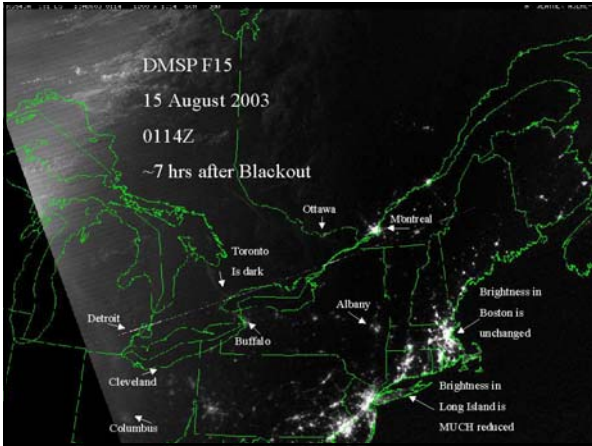 DMSP F15
15 August 2003
0114Z
~7 hrs after Blackout
Ottawa
Montreal
Toronto
Is dark
Detroit
Albany
Brightness in
Boston is
unchanged
Buffalo
Cleveland
Columbus
Brightness in
Long Island is
MUCH reduced